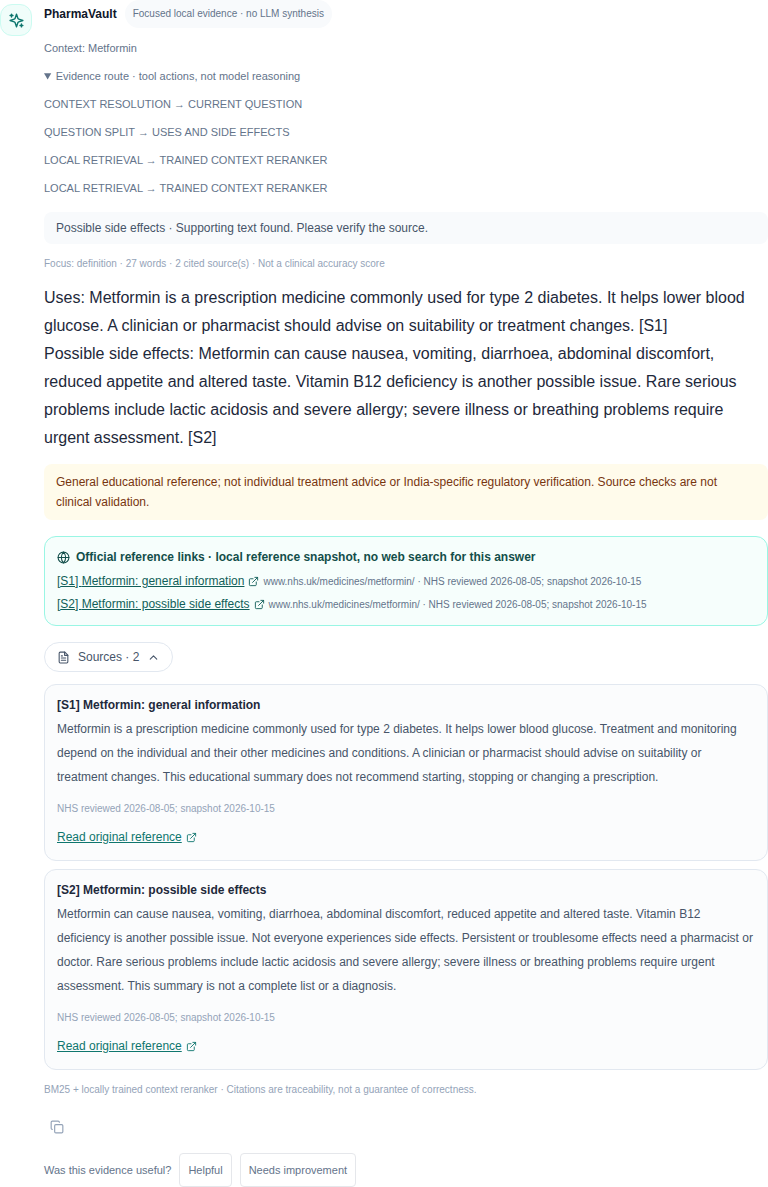 PharmaVault Focused local evidence · no LLM synthesis
Context: Metformin
▼ Evidence route · tool actions, not model reasoning
CONTEXT RESOLUTION → CURRENT QUESTION
QUESTION SPLIT → USES AND SIDE EFFECTS
LOCAL RETRIEVAL → TRAINED CONTEXT RERANKER
LOCAL RETRIEVAL → TRAINED CONTEXT RERANKER
Possible side effects · Supporting text found. Please verify the source.
Focus: definition · 27 words · 2 cited source(s) · Not a clinical accuracy score
Uses: Metformin is a prescription medicine commonly used for type 2 diabetes. It helps lower blood
glucose. A clinician or pharmacist should advise on suitability or treatment changes. [S1]
Possible side effects: Metformin can cause nausea, vomiting, diarrhoea, abdominal discomfort,
reduced appetite and altered taste. Vitamin B12 deficiency is another possible issue. Rare serious
problems include lactic acidosis and severe allergy; severe illness or breathing problems require
urgent assessment. [S2]
General educational reference; not individual treatment advice or India-specific regulatory verification. Source checks are not
clinical validation.
Official reference links · local reference snapshot, no web search for this answer
[S1] Metformin: general information www.nhs.uk/medicines/metformin/ · NHS reviewed 2026-08-05; snapshot 2026-10-15
[S2] Metformin: possible side effects www.nhs.uk/medicines/metformin/ · NHS reviewed 2026-08-05; snapshot 2026-10-15
Sources · 2
[S1] Metformin: general information
Metformin is a prescription medicine commonly used for type 2 diabetes. It helps lower blood glucose. Treatment and monitoring
depend on the individual and their other medicines and conditions. A clinician or pharmacist should advise on suitability or
treatment changes. This educational summary does not recommend starting, stopping or changing a prescription.
NHS reviewed 2026-08-05; snapshot 2026-10-15
Read original reference
[S2] Metformin: possible side effects
Metformin can cause nausea, vomiting, diarrhoea, abdominal discomfort, reduced appetite and altered taste. Vitamin B12
deficiency is another possible issue. Not everyone experiences side effects. Persistent or troublesome effects need a pharmacist or
doctor. Rare serious problems include lactic acidosis and severe allergy; severe illness or breathing problems require urgent
assessment. This summary is not a complete list or a diagnosis.
NHS reviewed 2026-08-05; snapshot 2026-10-15
Read original reference
BM25 + locally trained context reranker · Citations are traceability, not a guarantee of correctness.
Was this evidence useful? Helpful Needs improvement